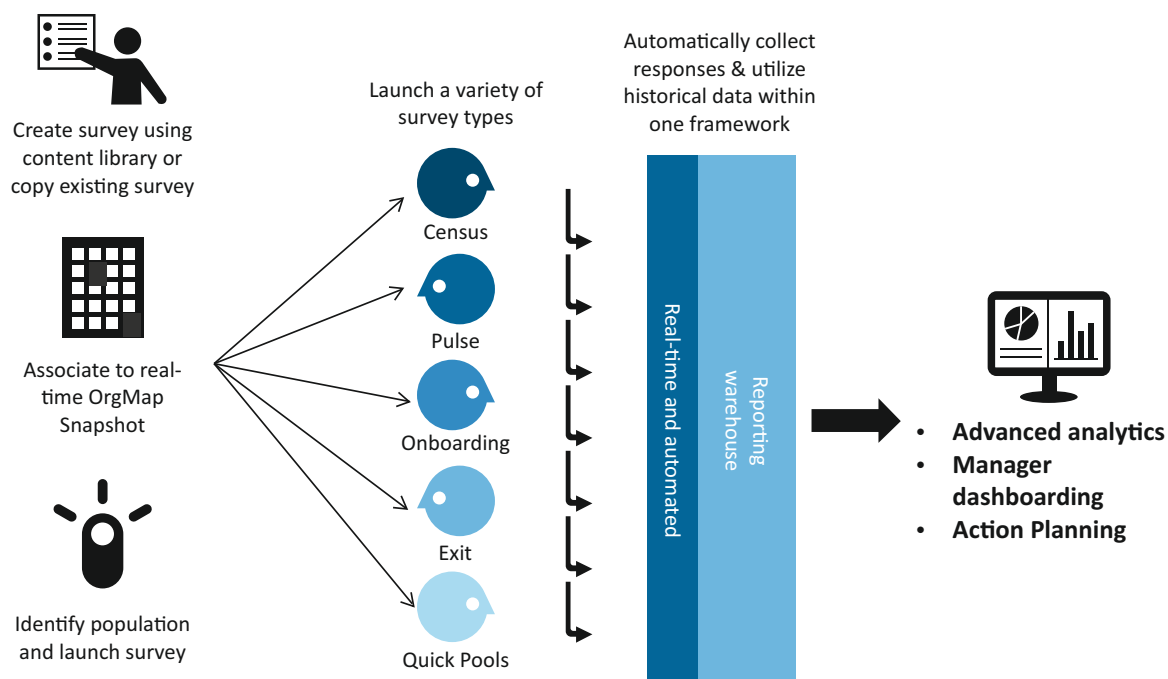 Create survey using
content library or
copy existing survey
Associate to real-
time OrgMap
Snapshot
Identify population
and launch survey
Launch a variety of
survey types
Census
Pulse
Onboarding
Exit
Quick Pools
Automatically collect
responses & utilize
historical data within
one framework
Real-time and automated
Reporting
warehouse
• Advanced analytics
• Manager
dashboarding
• Action Planning